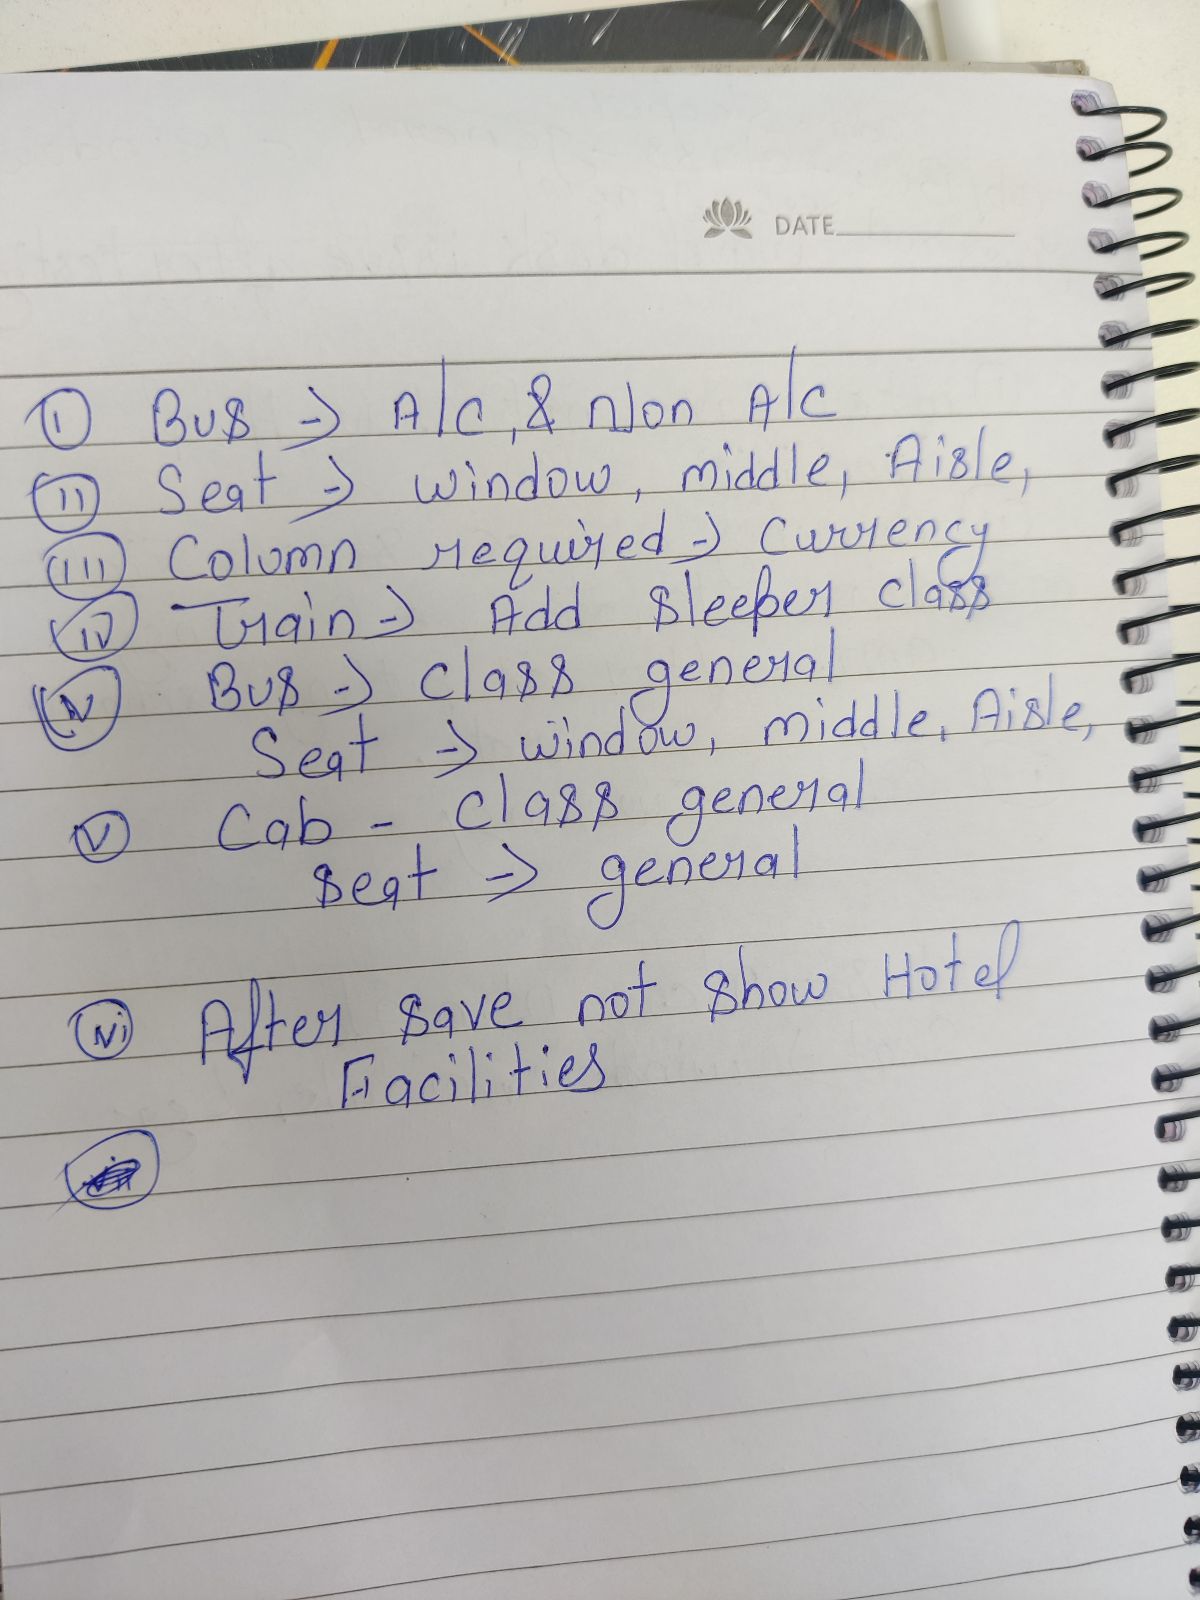 DATE
I Bus → A/C, & Non A/C
II Seat → window, middle, Aisle,
III Column required → Currency
IV Train → Add Sleeper class
V Bus → class general
Seat → window, middle, Aisle,
V Cab - class general
Seat → general
Vi After save not show Hotel
Facilities